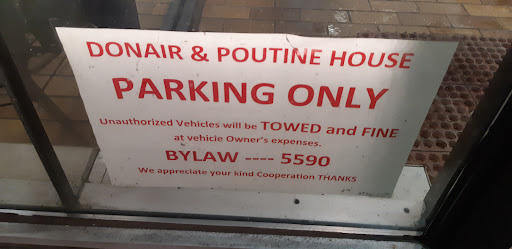 DONAIR & POUTINE HOUSE
PARKING ONLY
Unauthorized Vehicles will be TOWED and FINE
at vehicle Owner's expenses.
BYLAW ---- 5590
We appreciate your kind Cooperation THANKS